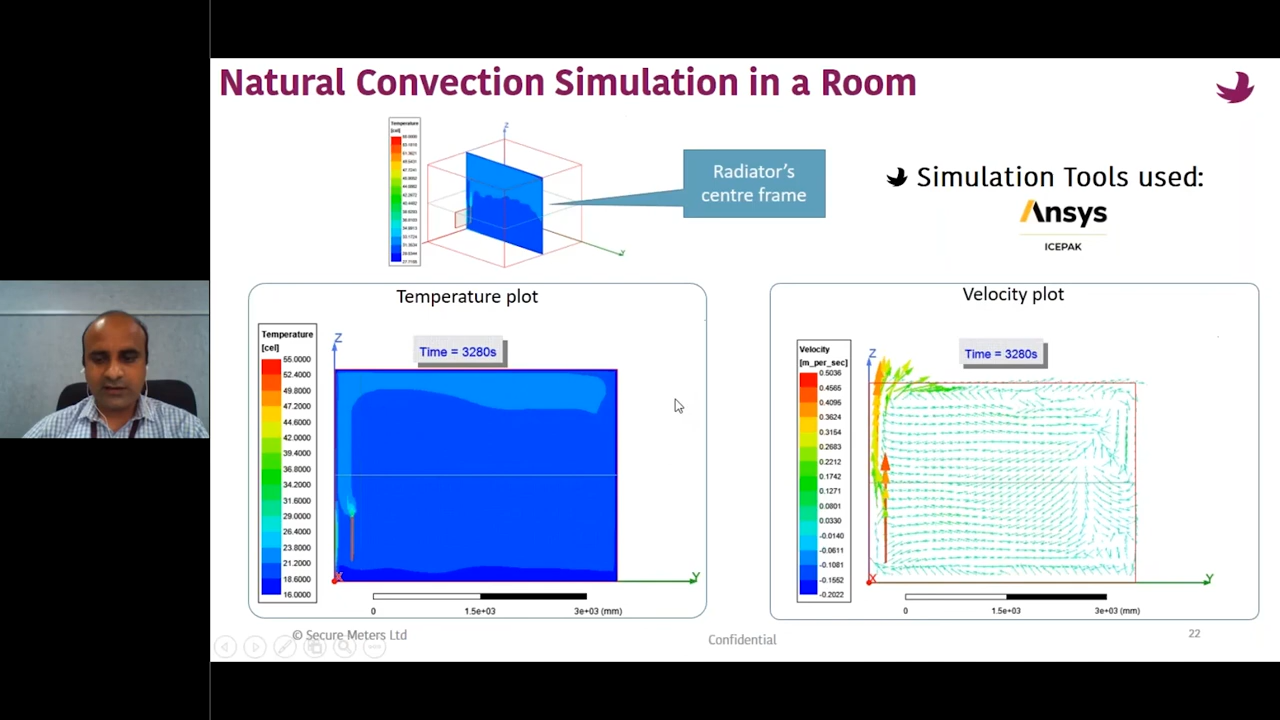 Natural Convection Simulation in a Room
Temperature
[cel]
Z
Y
Radiator's
centre frame
Simulation Tools used:
Ansys
ICEPAK
Temperature plot
Temperature
[cel]
55.0000
52.4000
49.8000
47.2000
44.6000
42.0000
39.4000
36.8000
34.2000
31.6000
29.0000
26.4000
23.8000
21.2000
18.6000
16.0000
Z
Time = 3280s
X
Y
0
1.5e+03
3e+03 (mm)
Velocity plot
Velocity
[m_per_sec]
0.5036
0.4565
0.4095
0.3624
0.3154
0.2683
0.2212
0.1742
0.1271
0.0801
0.0330
-0.0140
-0.0611
-0.1081
-0.1552
-0.2022
Z
Time = 3280s
X
Y
0
1.5e+03
3e+03 (mm)
© Secure Meters Ltd
Confidential
22